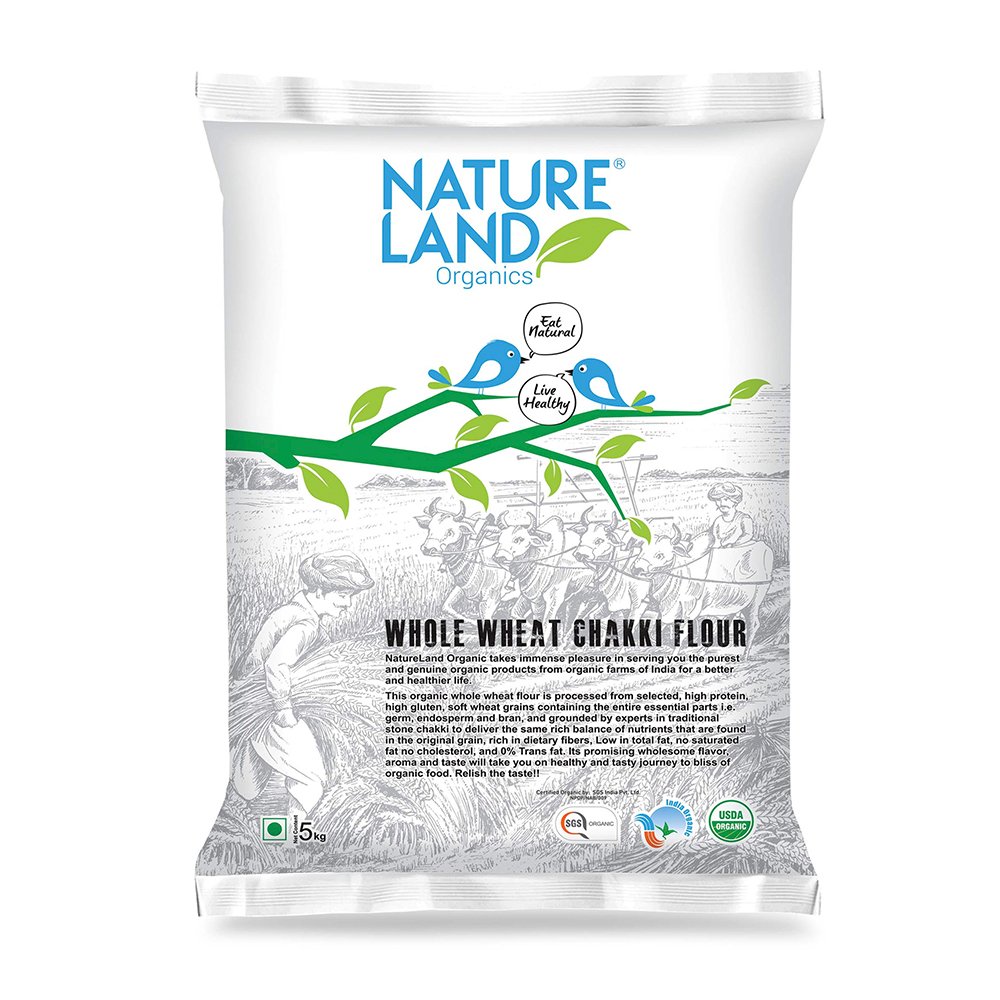 NATURE®
LAND
Organics
Eat
Natural
Live
Healthy
WHOLE WHEAT CHAKKI FLOUR
NatureLand Organic takes immense pleasure in serving you the purest
and genuine organic products from organic farms of India for a better
and healthier life.
This organic whole wheat flour is processed from selected, high protein,
high gluten, soft wheat grains containing the entire essential parts i.e.
germ, endosperm and bran, and grounded by experts in traditional
stone chakki to deliver the same rich balance of nutrients that are found
in the original grain, rich in dietary fibers, Low in total fat, no saturated
fat no cholesterol, and 0% Trans fat. Its promising wholesome flavor,
aroma and taste will take you on healthy and tasty journey to bliss of
organic food. Relish the taste!!
Certified Organic by: SGS India Pvt. Ltd.
Net Content
5kg
SGS ORGANIC
India Organic
USDA
ORGANIC